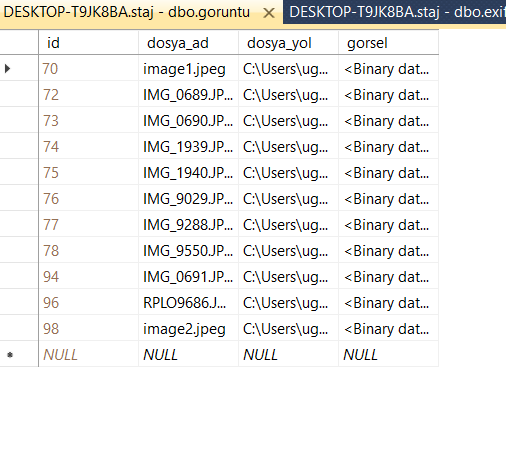 DESKTOP-T9JK8BA.staj - dbo.goruntu × DESKTOP-T9JK8BA.staj - dbo.exif
id dosya_ad dosya_yol gorsel
70 image1.jpeg C:\Users\ug... <Binary dat...
72 IMG_0689.JP... C:\Users\ug... <Binary dat...
73 IMG_0690.JP... C:\Users\ug... <Binary dat...
74 IMG_1939.JP... C:\Users\ug... <Binary dat...
75 IMG_1940.JP... C:\Users\ug... <Binary dat...
76 IMG_9029.JP... C:\Users\ug... <Binary dat...
77 IMG_9288.JP... C:\Users\ug... <Binary dat...
78 IMG_9550.JP... C:\Users\ug... <Binary dat...
94 IMG_0691.JP... C:\Users\ug... <Binary dat...
96 RPLO9686.J... C:\Users\ug... <Binary dat...
98 image2.jpeg C:\Users\ug... <Binary dat...
NULL NULL NULL NULL